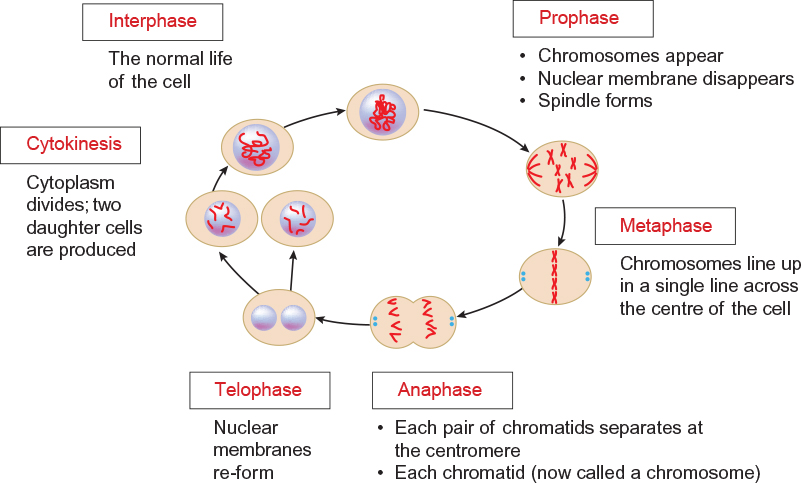 Interphase
The normal life
of the cell
Prophase
• Chromosomes appear
• Nuclear membrane disappears
• Spindle forms
Cytokinesis
Cytoplasm
divides; two
daughter cells
are produced
Metaphase
Chromosomes line up
in a single line across
the centre of the cell
Telophase
Nuclear
membranes
re-form
Anaphase
• Each pair of chromatids separates at
the centromere
• Each chromatid (now called a chromosome)